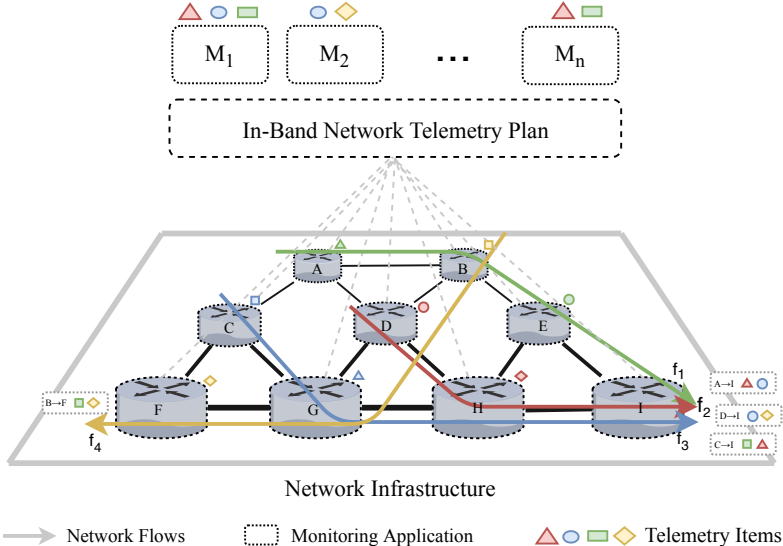 M1 M2 ... Mn
In-Band Network Telemetry Plan
A B
C D E
f1
A→I
B→F F G H I f2 D→I
f4 f3 C→I
Network Infrastructure
Network Flows Monitoring Application Telemetry Items